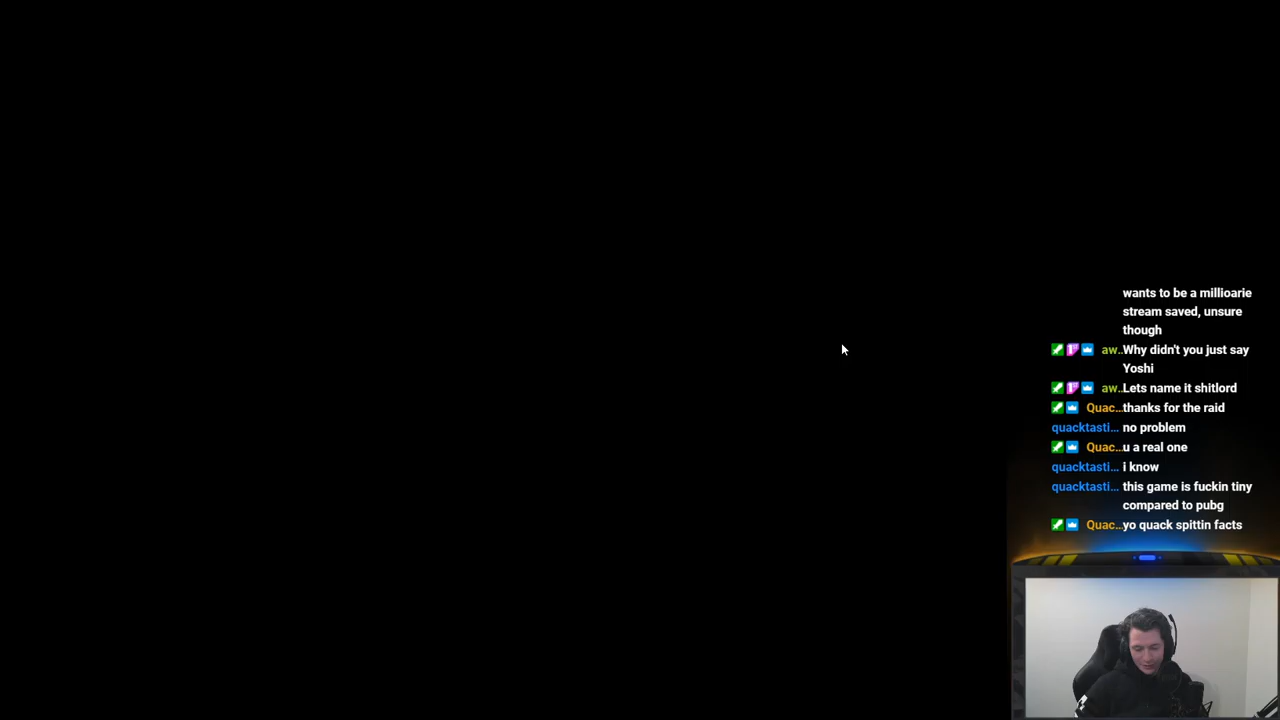 wants to be a millioarie
stream saved, unsure
though
aw..Why didn't you just say
Yoshi
aw..Lets name it shitlord
Quac...thanks for the raid
quacktasti... no problem
Quac...u a real one
quacktasti... i know
quacktasti... this game is fuckin tiny
compared to pubg
Quac...yo quack spittin facts